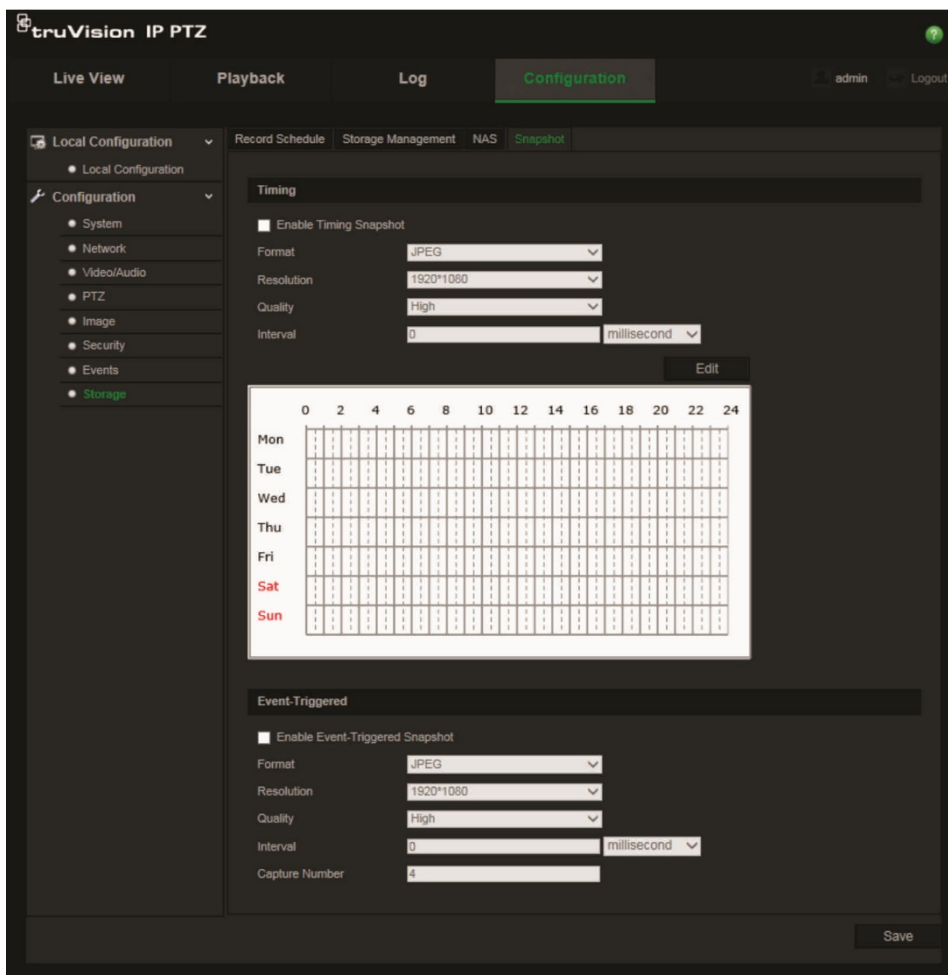 truVision IP PTZ
?
Live View Playback Log Configuration admin Logout
Local Configuration
Local Configuration
Configuration
System
Network
Video/Audio
PTZ
Image
Security
Events
Storage
Record Schedule Storage Management NAS Snapshot
Timing
Enable Timing Snapshot
Format JPEG
Resolution 1920*1080
Quality High
Interval 0 millisecond
Edit
0 2 4 6 8 10 12 14 16 18 20 22 24
Mon
Tue
Wed
Thu
Fri
Sat
Sun
Event-Triggered
Enable Event-Triggered Snapshot
Format JPEG
Resolution 1920*1080
Quality High
Interval 0 millisecond
Capture Number 4
Save